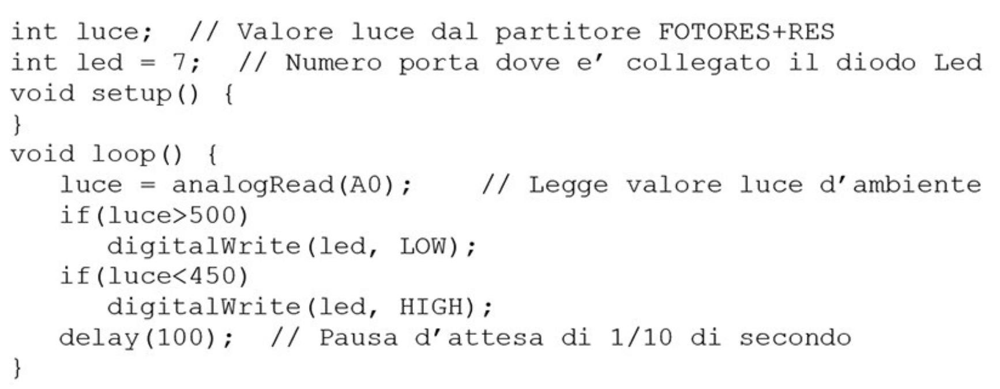 int luce;  // Valore luce dal partitore FOTORES+RES
int led = 7;  // Numero porta dove e’ collegato il diodo Led
void setup() {
}
void loop() {
   luce = analogRead(A0);    // Legge valore luce d’ambiente
   if(luce>500)
      digitalWrite(led, LOW);
   if(luce<450)
      digitalWrite(led, HIGH);
   delay(100);  // Pausa d’attesa di 1/10 di secondo
}